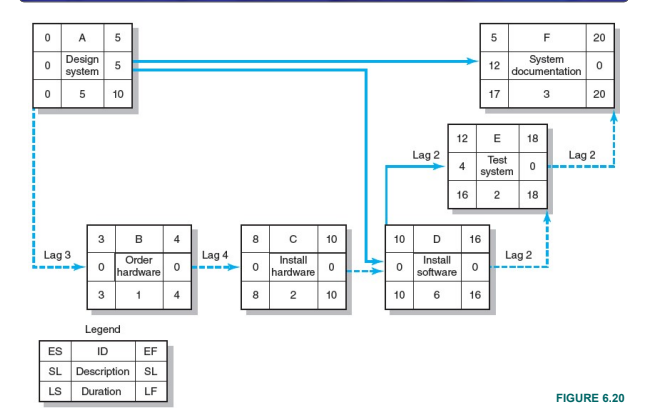 0 A 5
0 Design system 5
0 5 10
5 F 20
12 System documentation 0
17 3 20
12 E 18
Lag 2
4 Test system 0
Lag 2
16 2 18
3 B 4
Lag 3
0 Order hardware 0
Lag 4
3 1 4
8 C 10
0 Install hardware 0
8 2 10
10 D 16
0 Install software 0
Lag 2
10 6 16
Legend
ES ID EF
SL Description SL
LS Duration LF
FIGURE 6.20